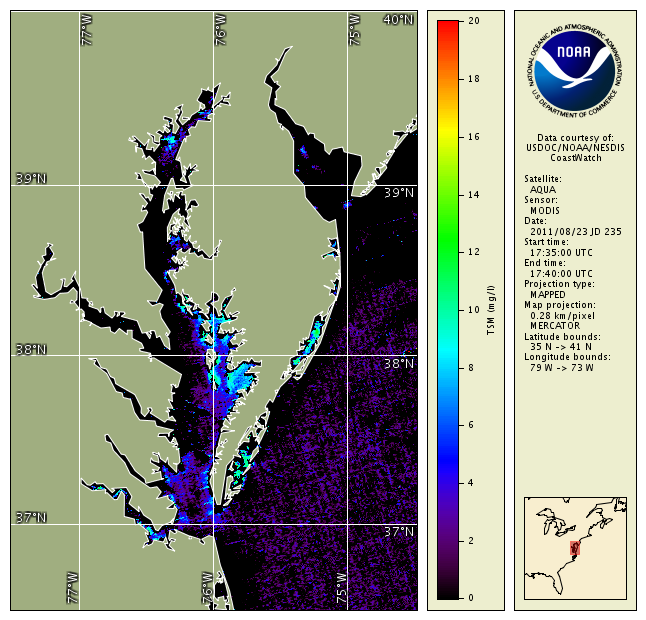 77°W
76°W
75°W
40°N
39°N
39°N
38°N
38°N
37°N
37°N
77°W
76°W
75°W
20
18
16
14
12
10
8
6
4
2
0
TSM (mg/l)
NATIONAL OCEANIC AND ATMOSPHERIC ADMINISTRATION
NOAA
U.S. DEPARTMENT OF COMMERCE
Data courtesy of:
USDOC/NOAA/NESDIS
CoastWatch
Satellite:
AQUA
Sensor:
MODIS
Date:
2011/08/23 JD 235
Start time:
17:35:00 UTC
End time:
17:40:00 UTC
Projection type:
MAPPED
Map projection:
0.28 km/pixel
MERCATOR
Latitude bounds:
35 N -> 41 N
Longitude bounds:
79 W -> 73 W